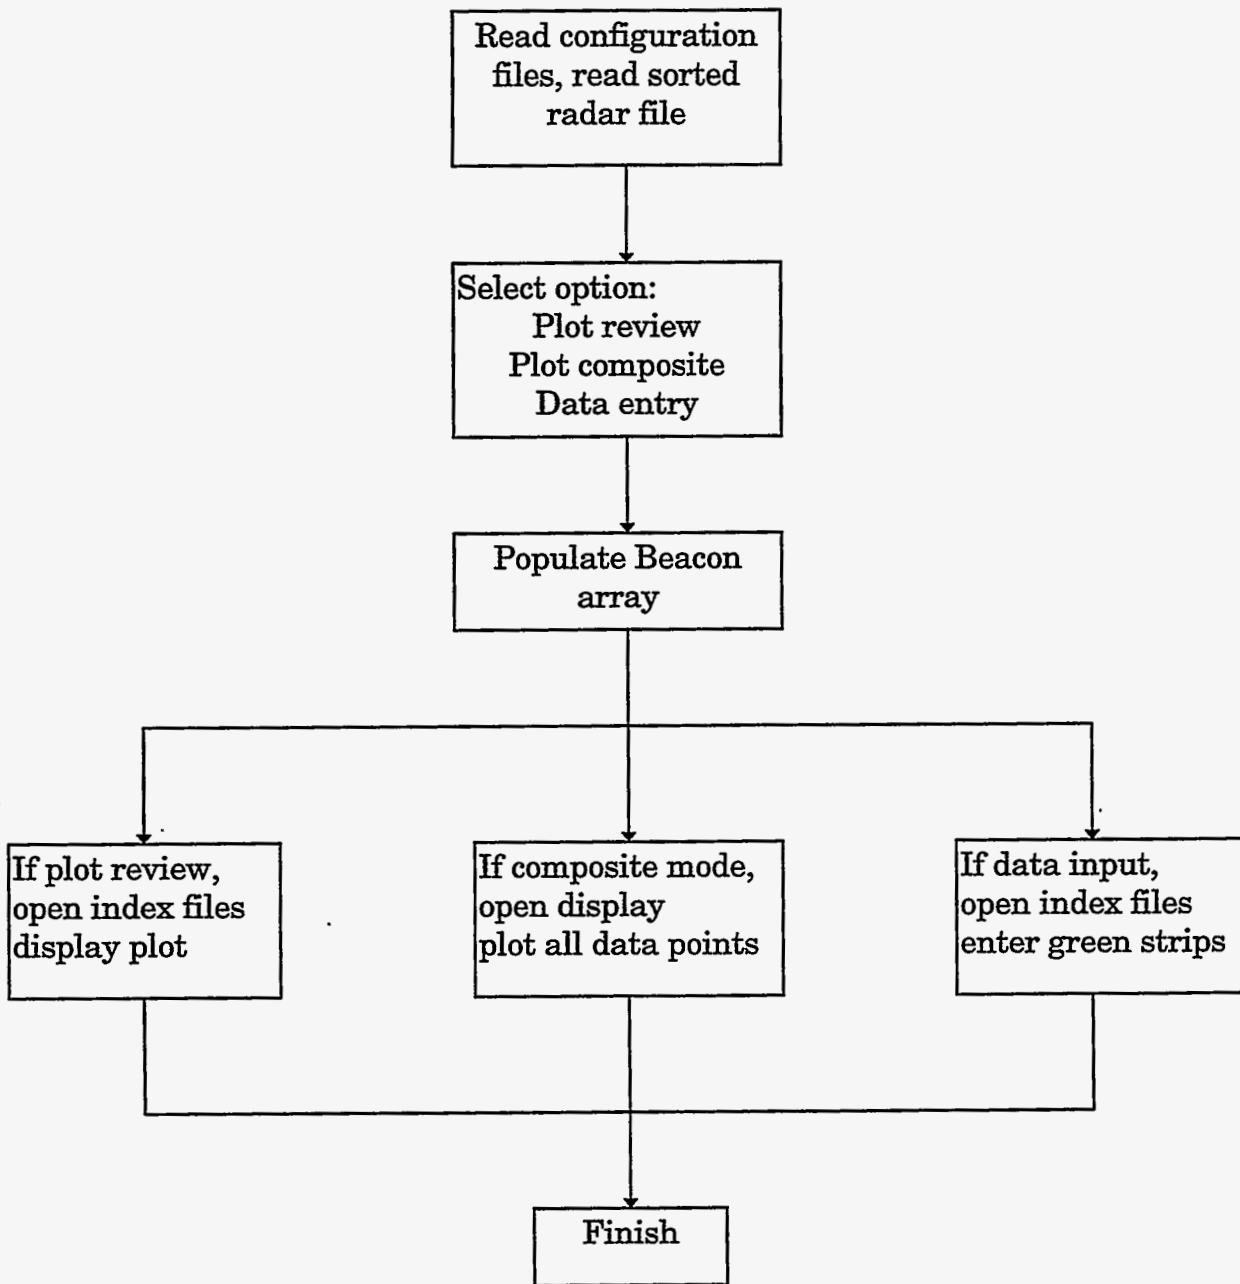 Read configuration
files, read sorted
radar file
Select option:
Plot review
Plot composite
Data entry
Populate Beacon
array
If plot review,
open index files
display plot
If composite mode,
open display
plot all data points
If data input,
open index files
enter green strips
Finish